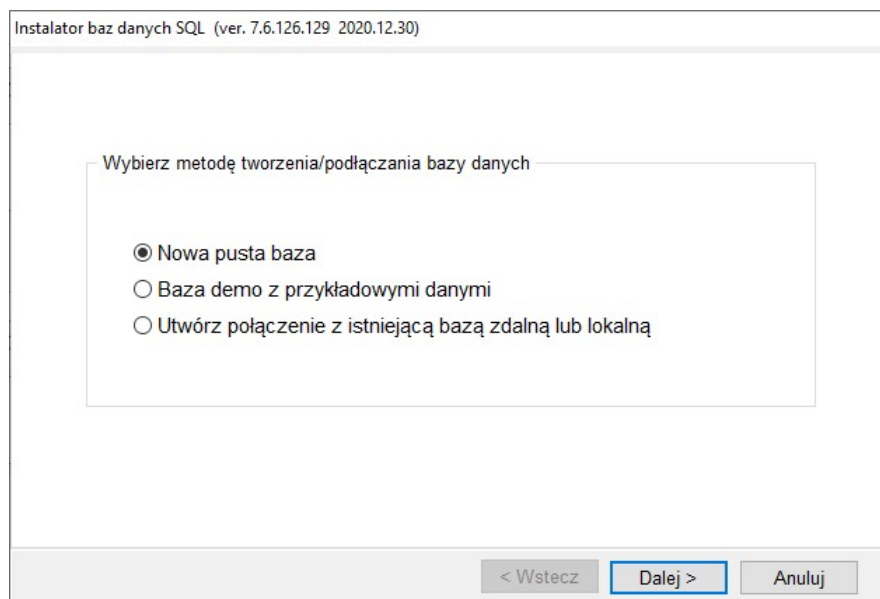 Instalator baz danych SQL (ver. 7.6.126.129 2020.12.30)
Wybierz metodę tworzenia/podłączania bazy danych
Nowa pusta baza
Baza demo z przykładowymi danymi
Utwórz połączenie z istniejącą bazą zdalną lub lokalną
< Wstecz
Dalej >
Anuluj